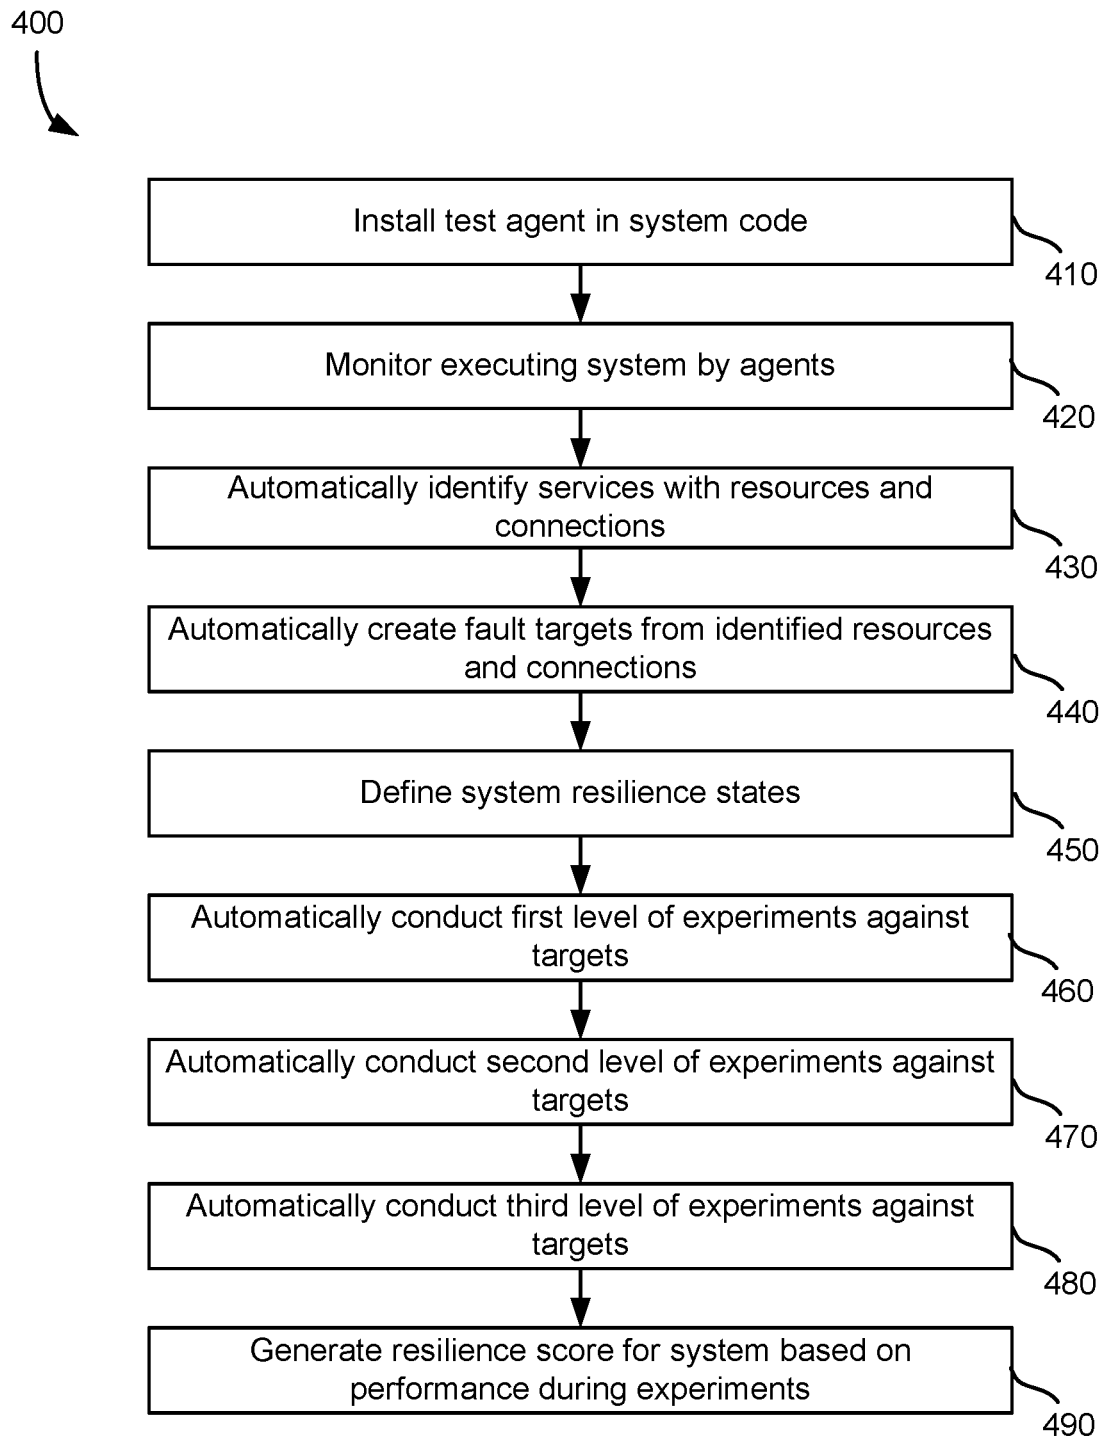 400
Install test agent in system code
410
Monitor executing system by agents
420
Automatically identify services with resources and
connections
430
Automatically create fault targets from identified resources
and connections
440
Define system resilience states
450
Automatically conduct first level of experiments against
targets
460
Automatically conduct second level of experiments against
targets
470
Automatically conduct third level of experiments against
targets
480
Generate resilience score for system based on
performance during experiments
490